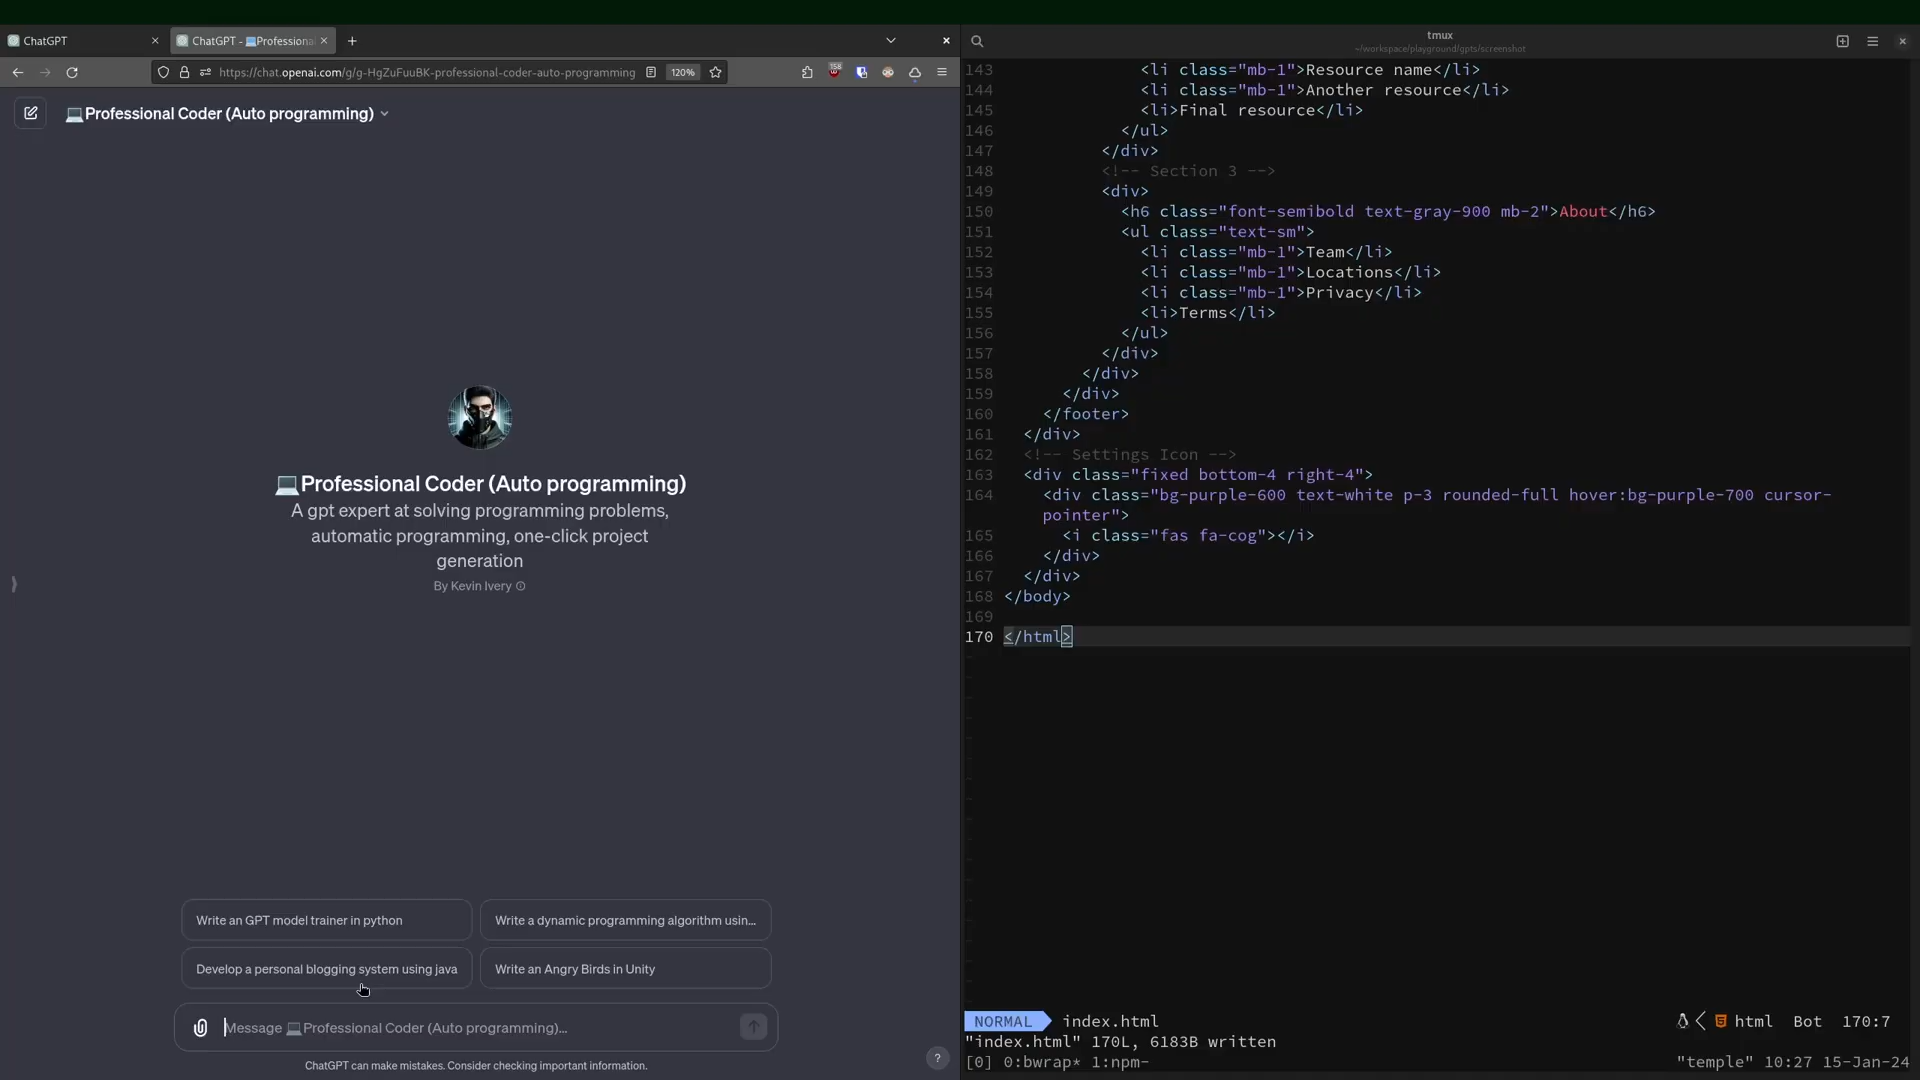 ChatGPT
ChatGPT - 💻Professional
https://chat.openai.com/g/g-HgZuFuuBK-professional-coder-auto-programming
120%
158
💻Professional Coder (Auto programming)
💻Professional Coder (Auto programming)
A gpt expert at solving programming problems,
automatic programming, one-click project
generation
By Kevin Ivery
Write an GPT model trainer in python
Write a dynamic programming algorithm usin...
Develop a personal blogging system using java
Write an Angry Birds in Unity
Message 💻Professional Coder (Auto programming)...
ChatGPT can make mistakes. Consider checking important information.
?
tmux
~/workspace/playground/gpts/screenshot
143 <li class="mb-1">Resource name</li>
144 <li class="mb-1">Another resource</li>
145 <li>Final resource</li>
146 </ul>
147 </div>
148 <!-- Section 3 -->
149 <div>
150 <h6 class="font-semibold text-gray-900 mb-2">About</h6>
151 <ul class="text-sm">
152 <li class="mb-1">Team</li>
153 <li class="mb-1">Locations</li>
154 <li class="mb-1">Privacy</li>
155 <li>Terms</li>
156 </ul>
157 </div>
158 </div>
159 </div>
160 </footer>
161 </div>
162 <!-- Settings Icon -->
163 <div class="fixed bottom-4 right-4">
164 <div class="bg-purple-600 text-white p-3 rounded-full hover:bg-purple-700 cursor-
pointer">
165 <i class="fas fa-cog"></i>
166 </div>
167 </div>
168 </body>
169
170 </html>
NORMAL index.html html Bot 170:7
"index.html" 170L, 6183B written
[0] 0:bwrap* 1:npm- "temple" 10:27 15-Jan-24